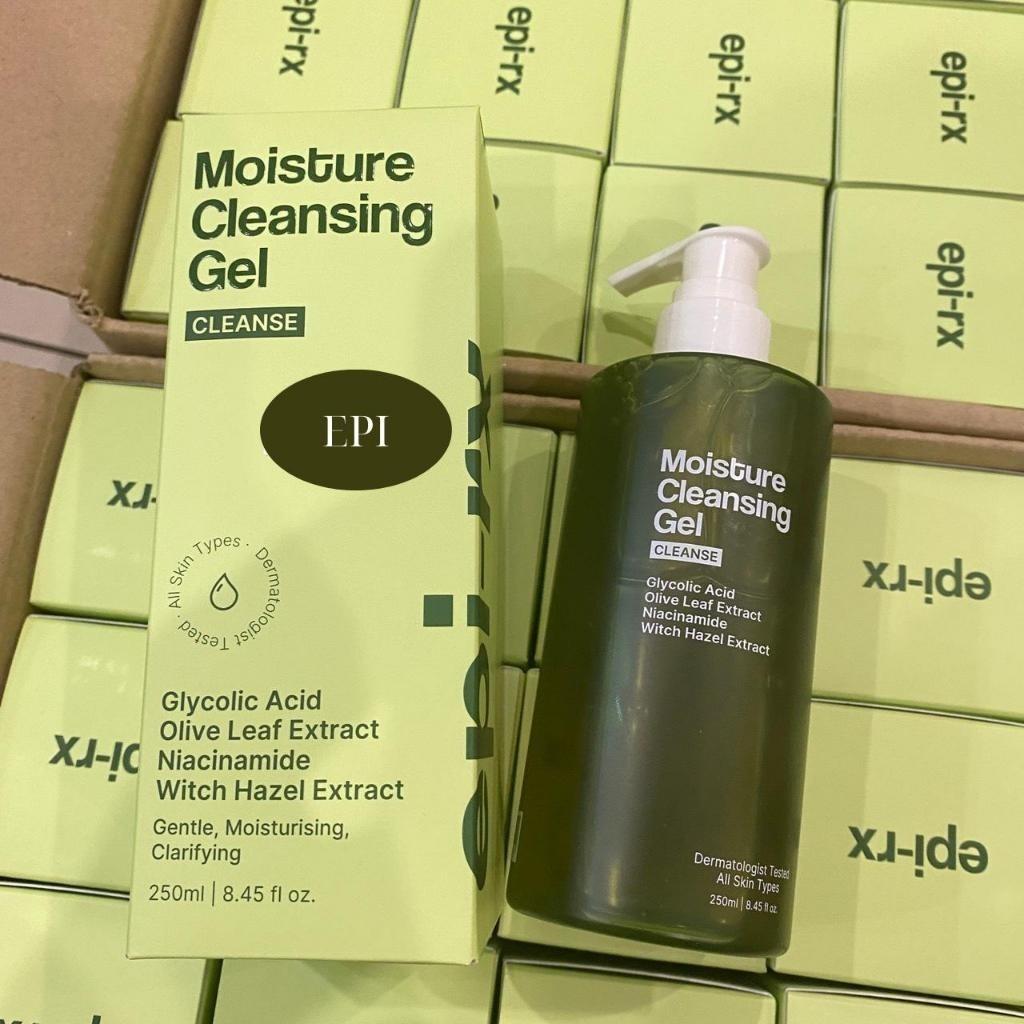 epi-rx
epi-rx
epi-rx
epi-rx
Moisture
Cleansing
Gel
CLEANSE
EPI
epi-rx
All Skin Types · Dermatologist Tested ·
Glycolic Acid
Olive Leaf Extract
Niacinamide
Witch Hazel Extract
Gentle, Moisturising,
Clarifying
250ml | 8.45 fl oz.
epi-rx
Moisture
Cleansing
Gel
CLEANSE
Glycolic Acid
Olive Leaf Extract
Niacinamide
Witch Hazel Extract
Dermatologist Tested
All Skin Types
250ml | 8.45 fl oz.
epi-rx
epi-rx